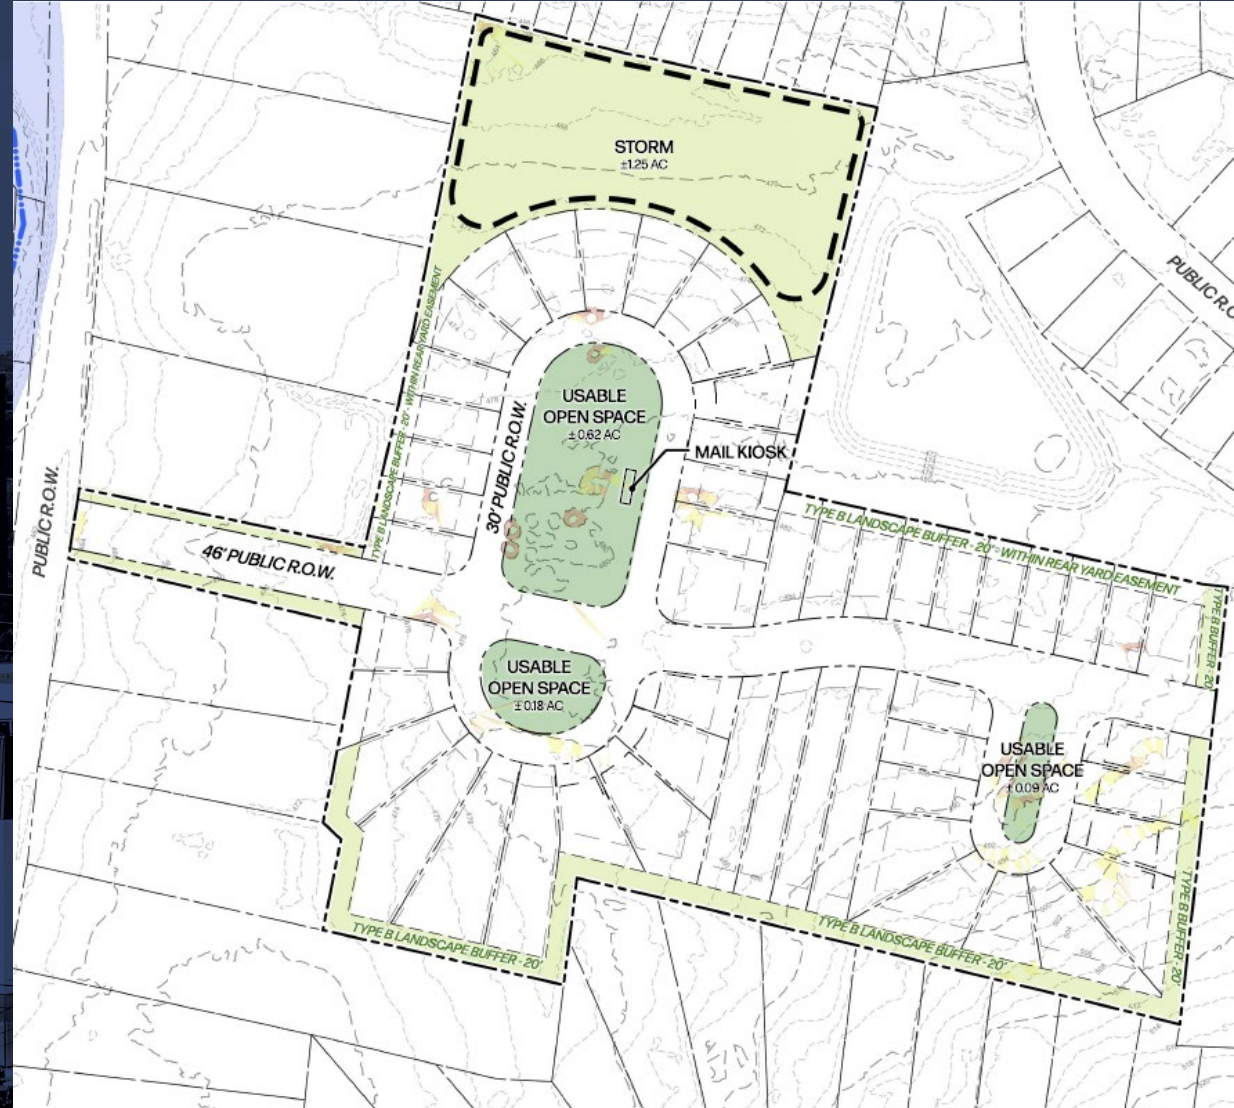 STORM
±1.25 AC
PUBLIC R.O.
TYPE B LANDSCAPE BUFFER - 20' - WITHIN REAR YARD EASEMENT
USABLE
OPEN SPACE
±0.62 AC
30' PUBLIC R.O.W.
MAIL KIOSK
PUBLIC R.O.W.
46' PUBLIC R.O.W.
TYPE B LANDSCAPE BUFFER - 20' - WITHIN REAR YARD EASEMENT
TYPE B BUFFER - 20'
USABLE
OPEN SPACE
±0.18 AC
USABLE
OPEN SPACE
±0.09 AC
TYPE B BUFFER - 20'
TYPE B LANDSCAPE BUFFER - 20'
TYPE B LANDSCAPE BUFFER - 20'